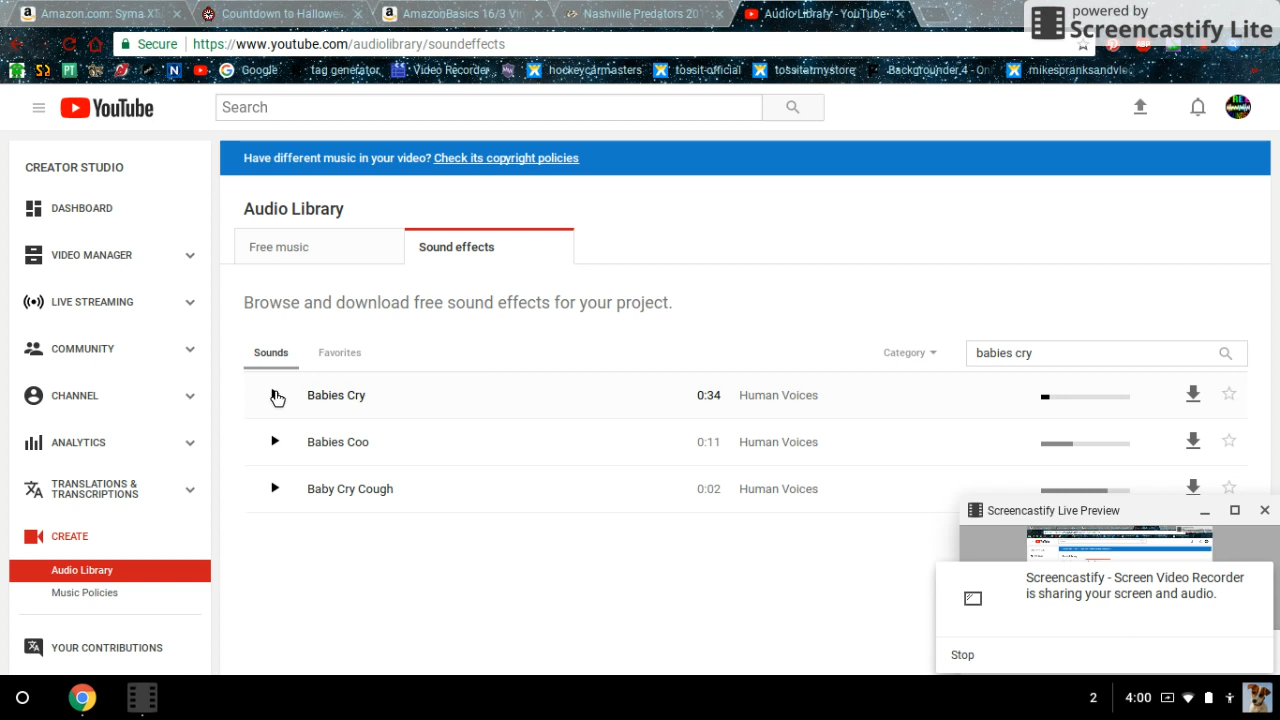 Amazon.com: Syma X5
Countdown to Hallowe
AmazonBasics 16/3 Vi
Nashville Predators 201
Audio Library - YouTube
powered by
Screencastify Lite
Secure https://www.youtube.com/audiolibrary/soundeffects
Google tag generator Video Recorder hockeycarmasters tossit-official tossitatmystore Backgrounder 4 - On mikespranksandvl
YouTube
Search
CREATOR STUDIO
DASHBOARD
VIDEO MANAGER
LIVE STREAMING
COMMUNITY
CHANNEL
ANALYTICS
TRANSLATIONS &
TRANSCRIPTIONS
CREATE
Audio Library
Music Policies
YOUR CONTRIBUTIONS
Have different music in your video? Check its copyright policies
Audio Library
Free music Sound effects
Browse and download free sound effects for your project.
Sounds Favorites Category babies cry
Babies Cry 0:34 Human Voices
Babies Coo 0:11 Human Voices
Baby Cry Cough 0:02 Human Voices
Screencastify Live Preview
Screencastify - Screen Video Recorder
is sharing your screen and audio.
Stop
2 4:00